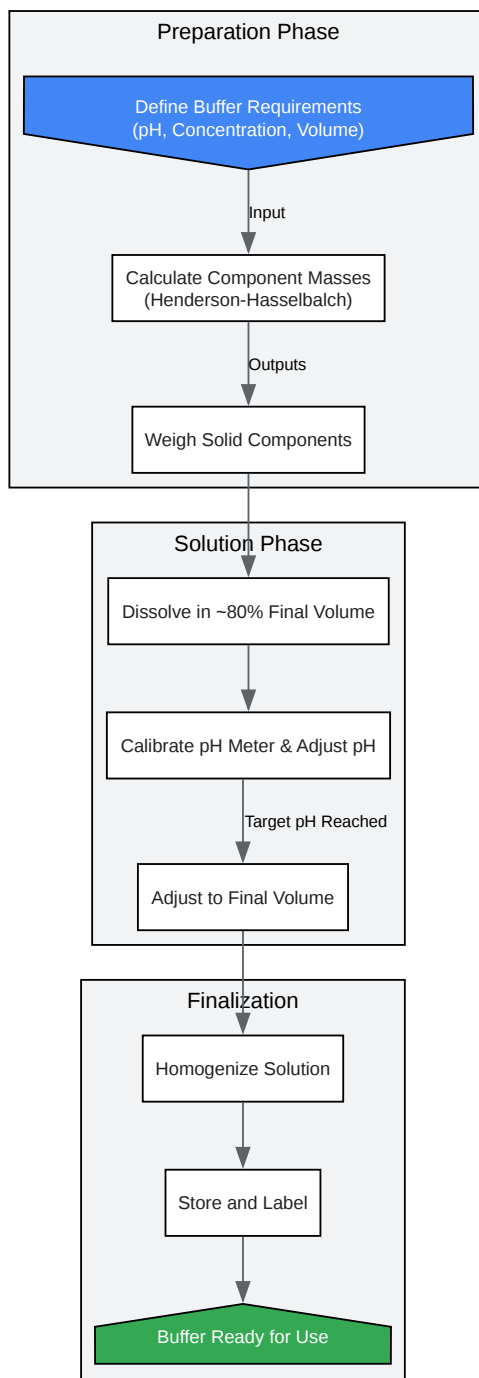 Preparation Phase
Define Buffer Requirements
(pH, Concentration, Volume)
Input
Calculate Component Masses
(Henderson-Hasselbalch)
Outputs
Weigh Solid Components
Solution Phase
Dissolve in ~80% Final Volume
Calibrate pH Meter & Adjust pH
Target pH Reached
Adjust to Final Volume
Finalization
Homogenize Solution
Store and Label
Buffer Ready for Use